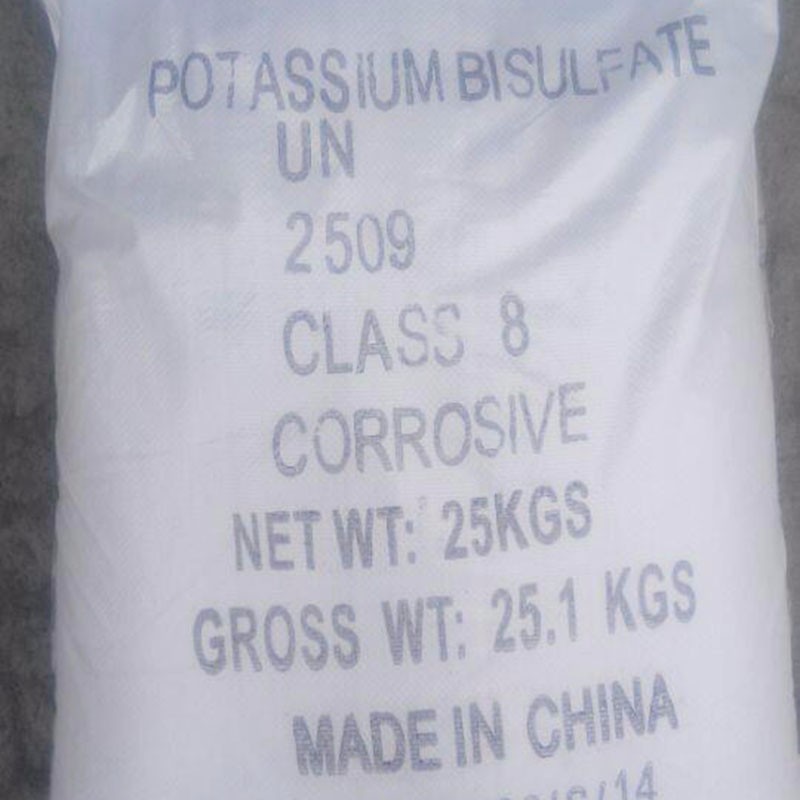 POTASSIUM BISULFATE
UN
2509
CLASS 8
CORROSIVE
NET WT: 25KGS
GROSS WT: 25.1 KGS
MADE IN CHINA